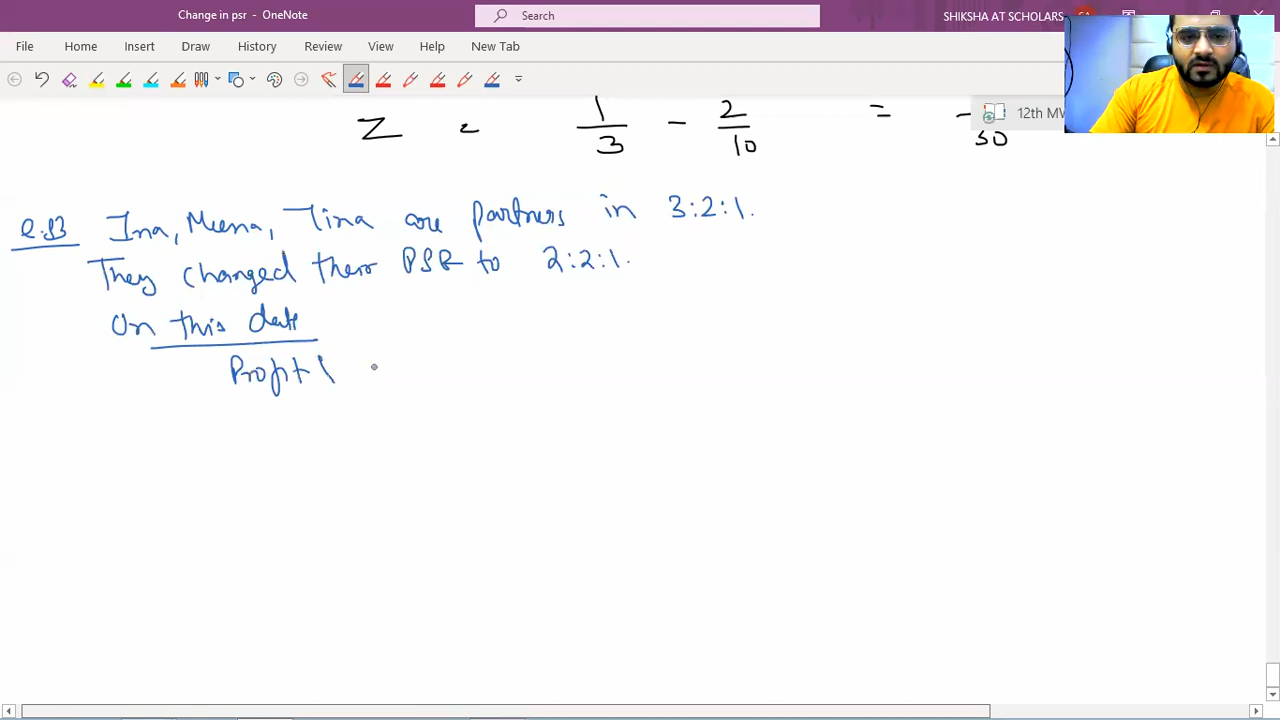 Change in psr - OneNote
Search
SHIKSHA AT SCHOLARS
File Home Insert Draw History Review View Help New Tab
12th MW
Z = 1/3 - 2/10 = -
30
Q.83 Ina, Meena, Tina are partners in 3:2:1.
They changed their PSR to 2:2:1.
On this date
Profit (